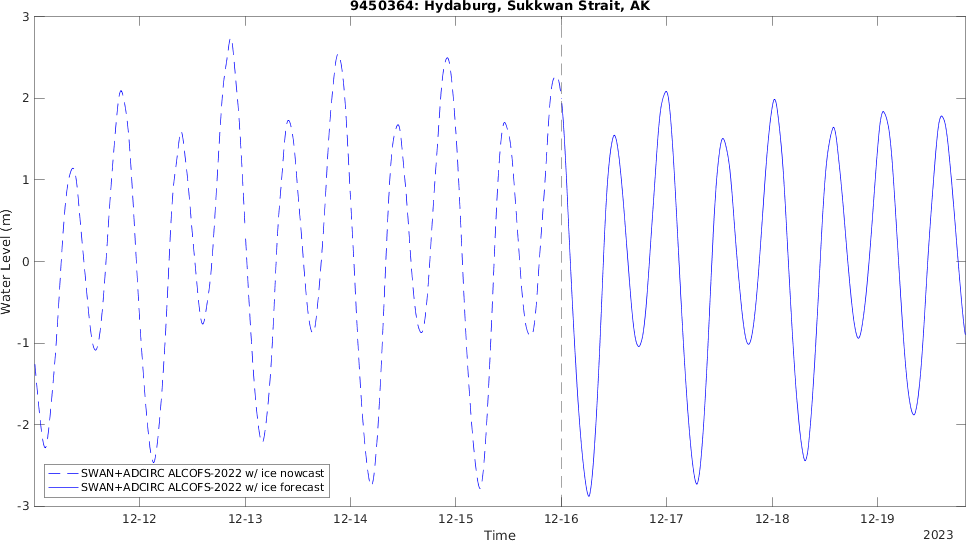 9450364: Hydaburg, Sukkwan Strait, AK
3
2
1
0
-1
-2
-3
Water Level (m)
SWAN+ADCIRC ALCOFS-2022 w/ ice nowcast
SWAN+ADCIRC ALCOFS-2022 w/ ice forecast
12-12 12-13 12-14 12-15 12-16 12-17 12-18 12-19
Time
2023